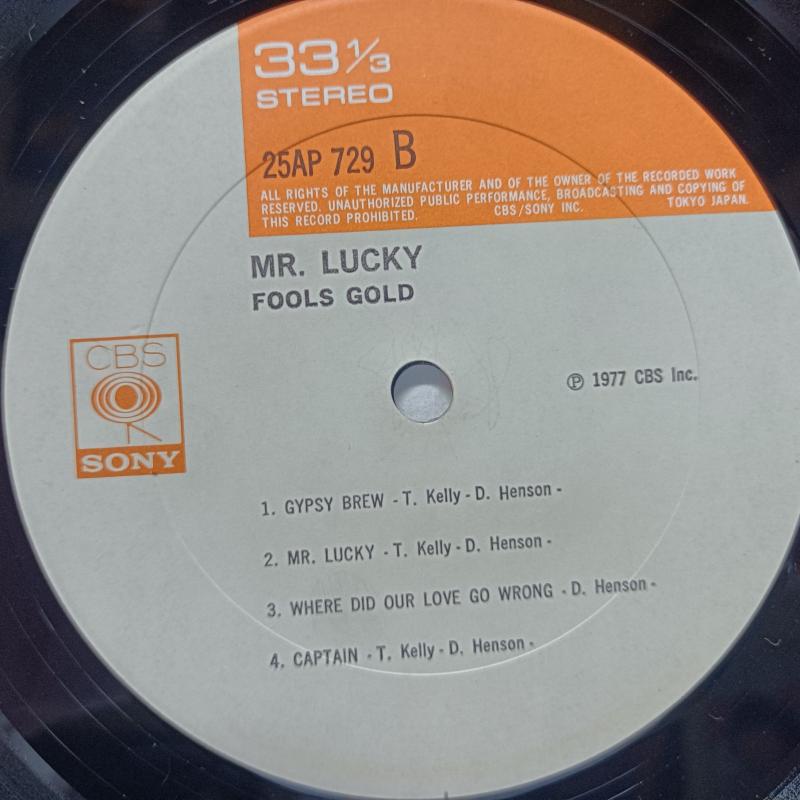 33 1/3
STEREO
25AP 729 B
ALL RIGHTS OF THE MANUFACTURER AND OF THE OWNER OF THE RECORDED WORK
RESERVED. UNAUTHORIZED PUBLIC PERFORMANCE, BROADCASTING AND COPYING OF
THIS RECORD PROHIBITED. CBS/SONY INC. TOKYO JAPAN.
MR. LUCKY
FOOLS GOLD
CBS
SONY
Ⓟ 1977 CBS Inc.
1. GYPSY BREW - T. Kelly - D. Henson -
2. MR. LUCKY - T. Kelly - D. Henson -
3. WHERE DID OUR LOVE GO WRONG - D. Henson -
4. CAPTAIN - T. Kelly - D. Henson -